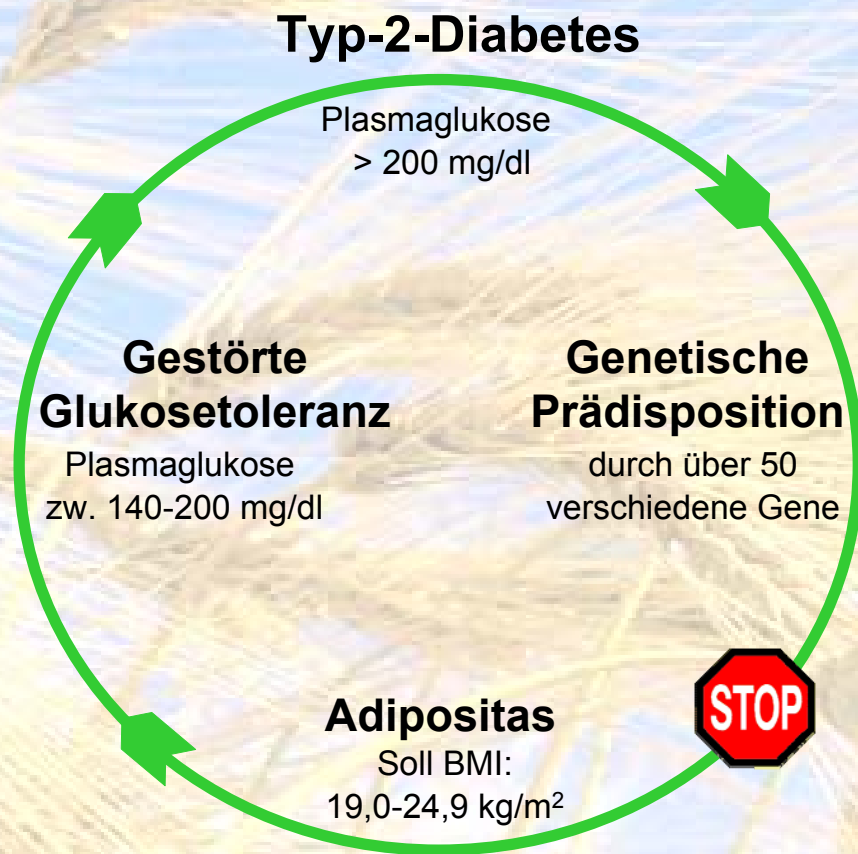 Typ-2-Diabetes
Plasmaglukose
> 200 mg/dl
Gestörte
Glukosetoleranz
Plasmaglukose
zw. 140-200 mg/dl
Genetische
Prädisposition
durch über 50
verschiedene Gene
STOP
Adipositas
Soll BMI:
19,0-24,9 kg/m²